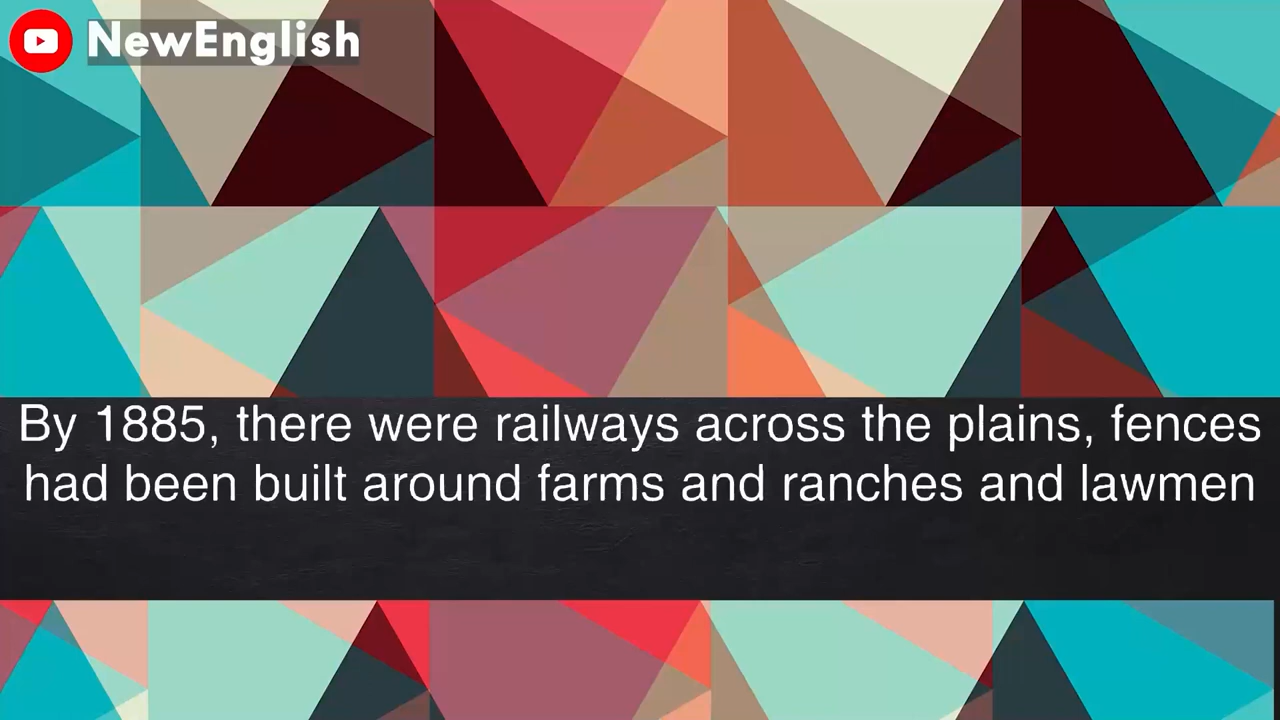 NewEnglish
By 1885, there were railways across the plains, fences
had been built around farms and ranches and lawmen